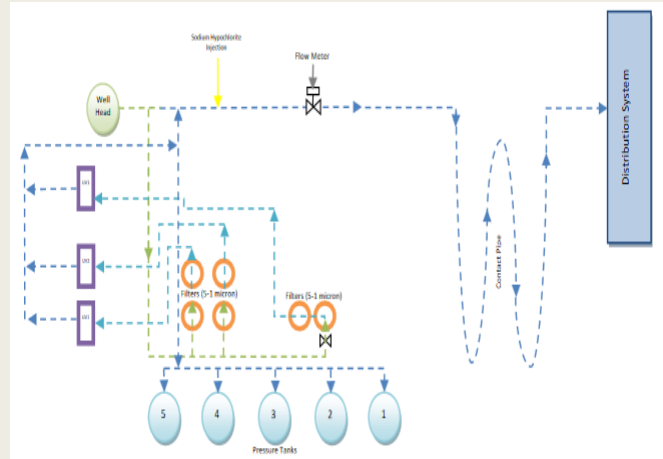 Sodium Hypochlorite
Injection
Flow Meter
Well
Head
Distribution System
Contact Pipe
Filters (5-1 micron)
Filters (5-1 micron)
5
4
3
2
1
Pressure Tanks